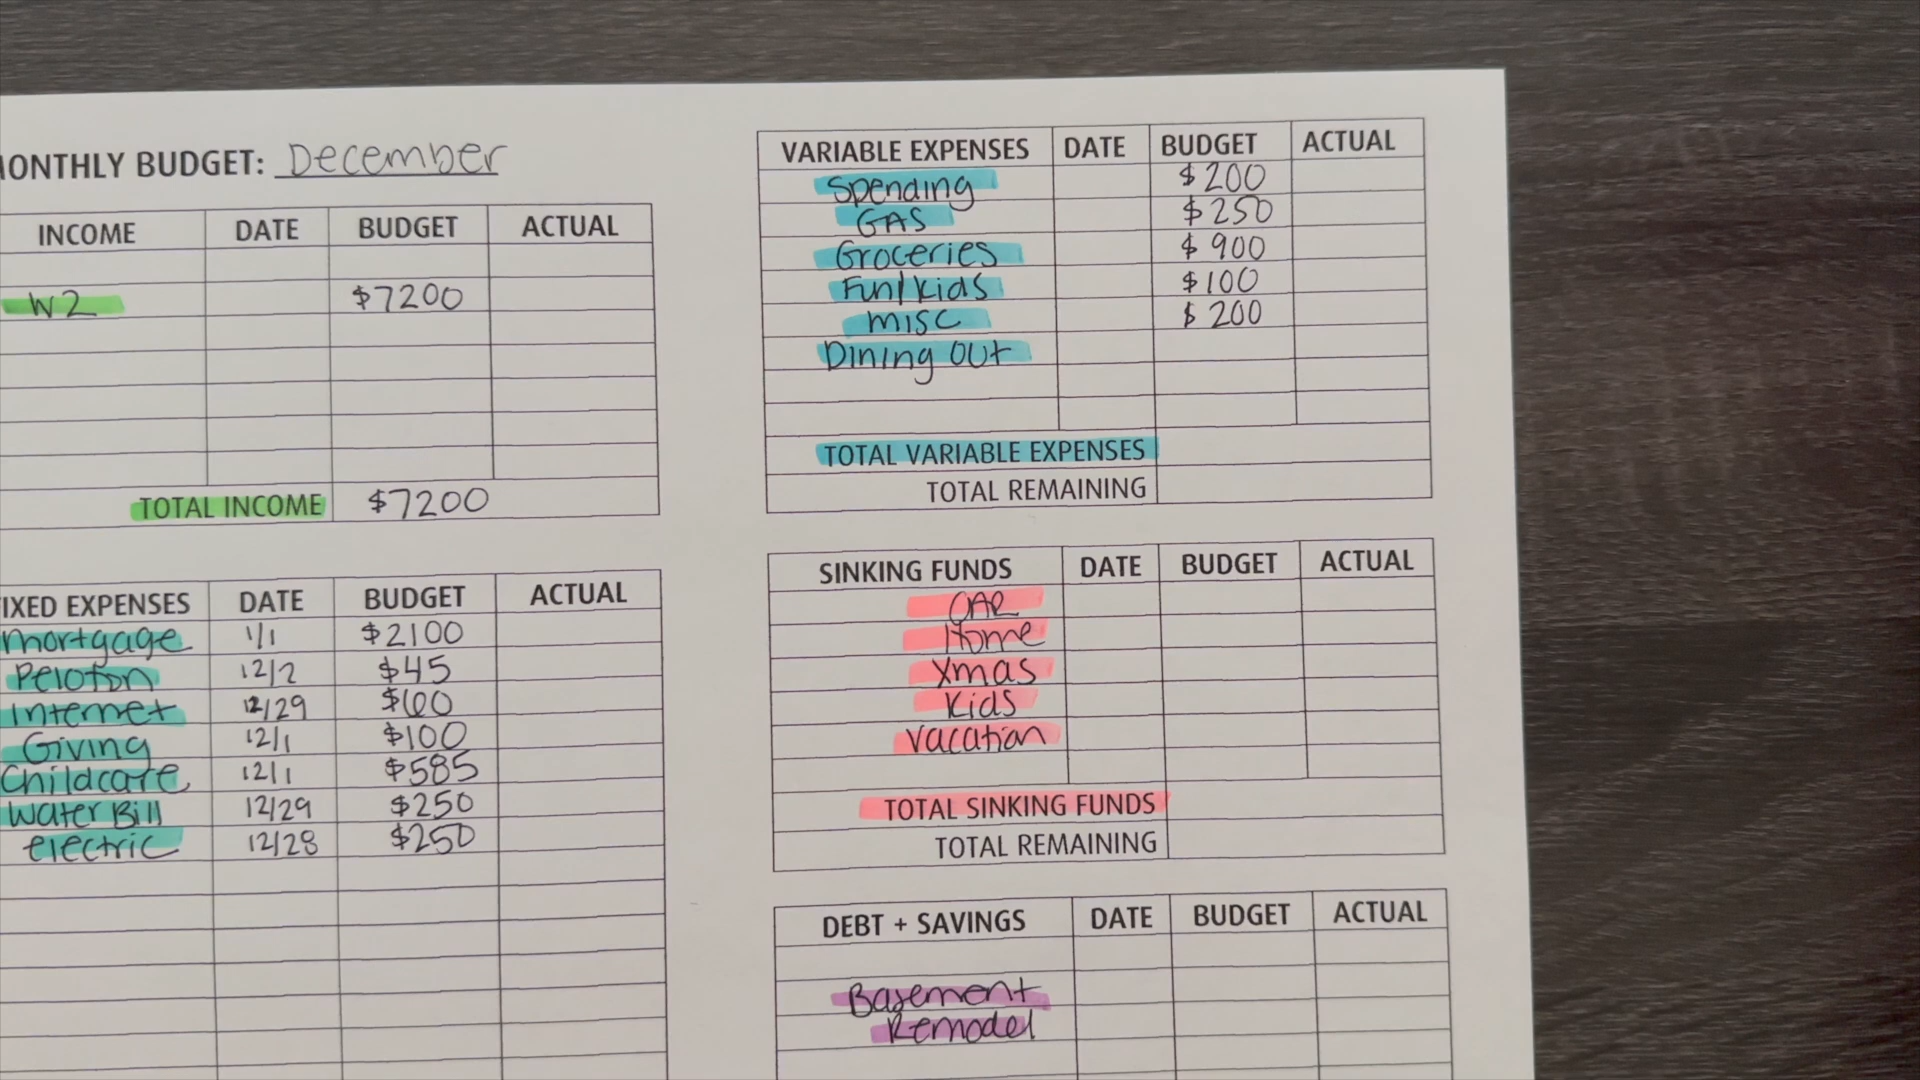 MONTHLY BUDGET: December
INCOME DATE BUDGET ACTUAL
W2 $7200
TOTAL INCOME $7200
FIXED EXPENSES DATE BUDGET ACTUAL
mortgage 1/1 $2100
Peloton 12/2 $45
Internet 12/29 $60
Giving 12/1 $100
Childcare 12/1 $585
Water Bill 12/29 $250
electric 12/28 $250
VARIABLE EXPENSES DATE BUDGET ACTUAL
Spending $200
GAS $250
Groceries $900
Fun/kids $100
misc $200
Dining Out
TOTAL VARIABLE EXPENSES
TOTAL REMAINING
SINKING FUNDS DATE BUDGET ACTUAL
CAR
Home
Xmas
Kids
Vacation
TOTAL SINKING FUNDS
TOTAL REMAINING
DEBT + SAVINGS DATE BUDGET ACTUAL
Basement
Remodel